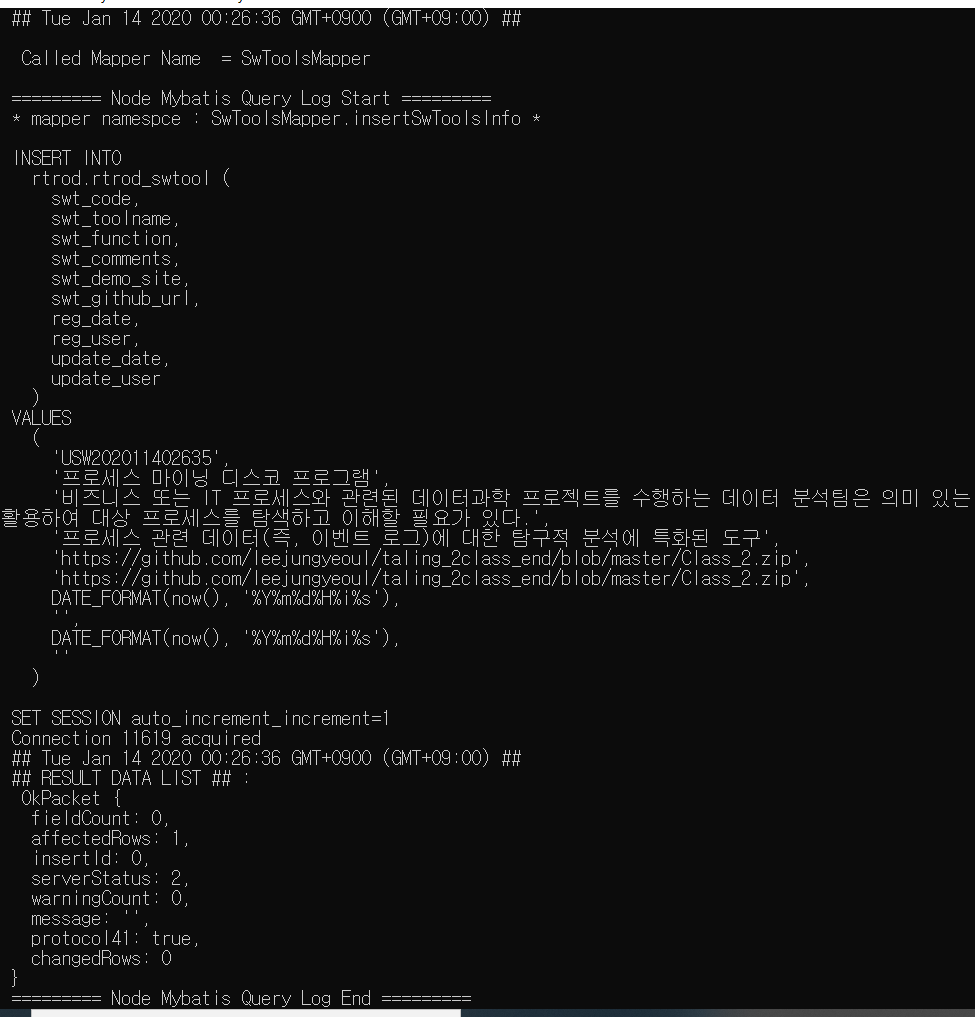 ## Tue Jan 14 2020 00:26:36 GMT+0900 (GMT+09:00) ##
Called Mapper Name  = SwToolsMapper
========= Node Mybatis Query Log Start =========
* mapper namespce : SwToolsMapper.insertSwToolsInfo *
INSERT INTO
rtrod.rtrod_swtool (
swt_code,
swt_toolname,
swt_function,
swt_comments,
swt_demo_site,
swt_github_url,
reg_date,
reg_user,
update_date,
update_user
)
VALUES
(
'USW202011402635',
'프로세스 마이닝 디스코 프로그램',
'비즈니스 또는 IT 프로세스와 관련된 데이터과학 프로젝트를 수행하는 데이터 분석팀은 의미 있는
활용하여 대상 프로세스를 탐색하고 이해할 필요가 있다.',
'프로세스 관련 데이터(즉, 이벤트 로그)에 대한 탐구적 분석에 특화된 도구',
'https://github.com/leejungyeoul/taling_2class_end/blob/master/Class_2.zip',
'https://github.com/leejungyeoul/taling_2class_end/blob/master/Class_2.zip',
DATE_FORMAT(now(), '%Y%m%d%H%i%s'),
'',
DATE_FORMAT(now(), '%Y%m%d%H%i%s'),
''
)
SET SESSION auto_increment_increment=1
Connection 11619 acquired
## Tue Jan 14 2020 00:26:36 GMT+0900 (GMT+09:00) ##
## RESULT DATA LIST ## :
OkPacket {
fieldCount: 0,
affectedRows: 1,
insertId: 0,
serverStatus: 2,
warningCount: 0,
message: '',
protocol41: true,
changedRows: 0
}
========= Node Mybatis Query Log End =========